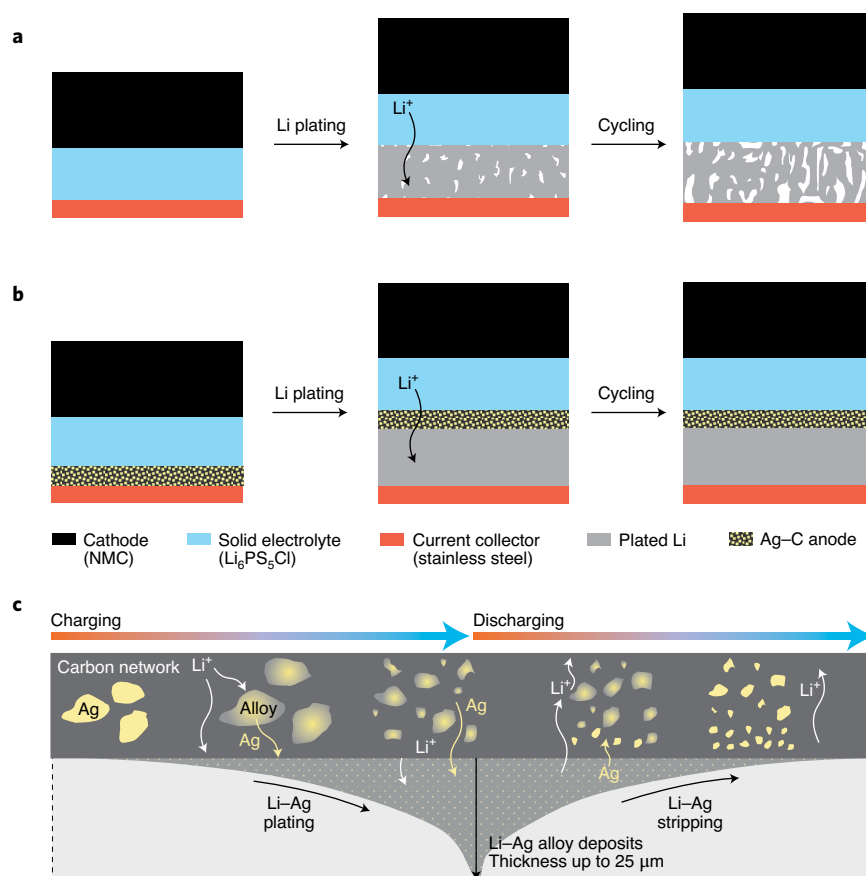 a
Li plating
Li⁺
Cycling
b
Li plating
Li⁺
Cycling
Cathode
(NMC)
Solid electrolyte
(Li₆PS₅Cl)
Current collector
(stainless steel)
Plated Li
Ag–C anode
c
Charging
Discharging
Carbon network
Li⁺
Ag
Alloy
Ag
Li⁺
Ag
Li⁺
Ag
Li⁺
Li–Ag
plating
Li–Ag
stripping
Li–Ag alloy deposits
Thickness up to 25 μm